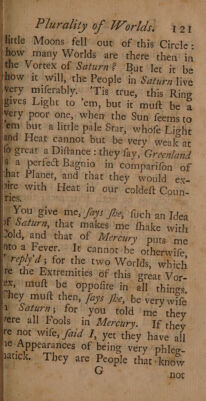 Plurality of Worlds. 121
little Moons fell out of this Circle:
how many Worlds are there then in
the Vortex of Saturn? But let it be
how it will, the People in Saturn live
very miserably. 'Tis true, this Ring
gives Light to 'em, but it must be a
very poor one, when the Sun seems to
'em but a little pale Star, whose Light
and Heat cannot but be very weak at
so great a Distance: they say, Greenland
s a perfect Bagnio in comparison of
hat Planet, and that they would ex-
pire with Heat in our coldest Coun-
ries.
You give me, says she, such an Idea
of Saturn, that makes me shake with
Cold, and that of Mercury puts me
nto a Fever. It cannot be otherwise,
reply'd; for the two Worlds, which
re the Extremities of this great Vor-
ex, must be opposite in all things.
They must then, says she, be very wise
n Saturn; for you told me they
were all Fools in Mercury. If they
re not wise, said I, yet they have all
he Appearances of being very phleg-
matick. They are People that know
G not